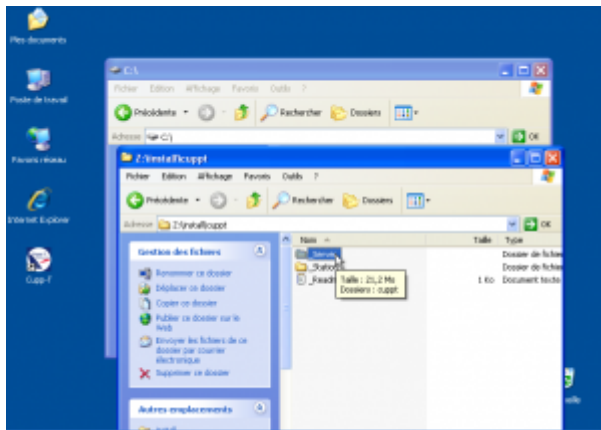 Mes documents
Poste de travail
Favoris réseau
Internet Explorer
Cupp-T
C:\
Fichier Edition Affichage Favoris Outils ?
Précédente Rechercher Dossiers
Adresse C:\ OK
Z:\install\cuppt
Fichier Edition Affichage Favoris Outils ?
Précédente Rechercher Dossiers
Adresse Z:\install\cuppt OK
Gestion des fichiers
Renommer ce dossier
Déplacer ce dossier
Copier ce dossier
Publier ce dossier sur le
Web
Envoyer les fichiers de ce
dossier par courrier
électronique
Supprimer ce dossier
Autres emplacements
install
Nom Taille Type
Dossier de fichier
Dossier de fichier
1 Ko Document texte
Taille : 21,2 Mo
Dossiers : cuppt